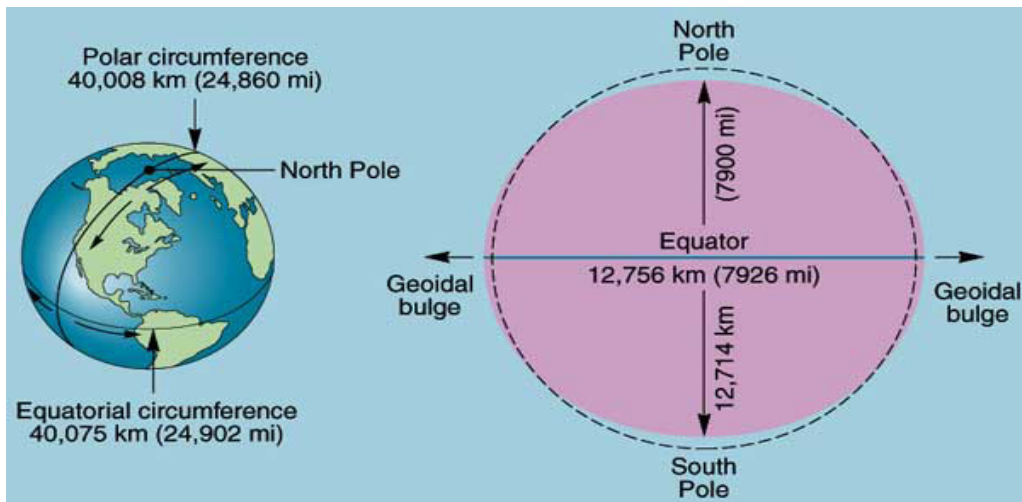 Polar circumference
40,008 km (24,860 mi)
North Pole
Equatorial circumference
40,075 km (24,902 mi)
North
Pole
(7900 mi)
Equator
12,756 km (7926 mi)
Geoidal
bulge
Geoidal
bulge
12,714 km
South
Pole